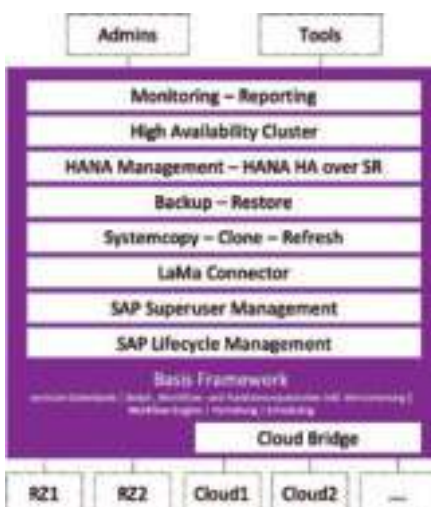 Admins
Tools
Monitoring – Reporting
High Availability Cluster
HANA Management – HANA HA over SR
Backup – Restore
Systemcopy – Clone – Refresh
LaMa Connector
SAP Superuser Management
SAP Lifecycle Management
Basis Framework
Cloud Bridge
RZ1
RZ2
Cloud1
Cloud2
....